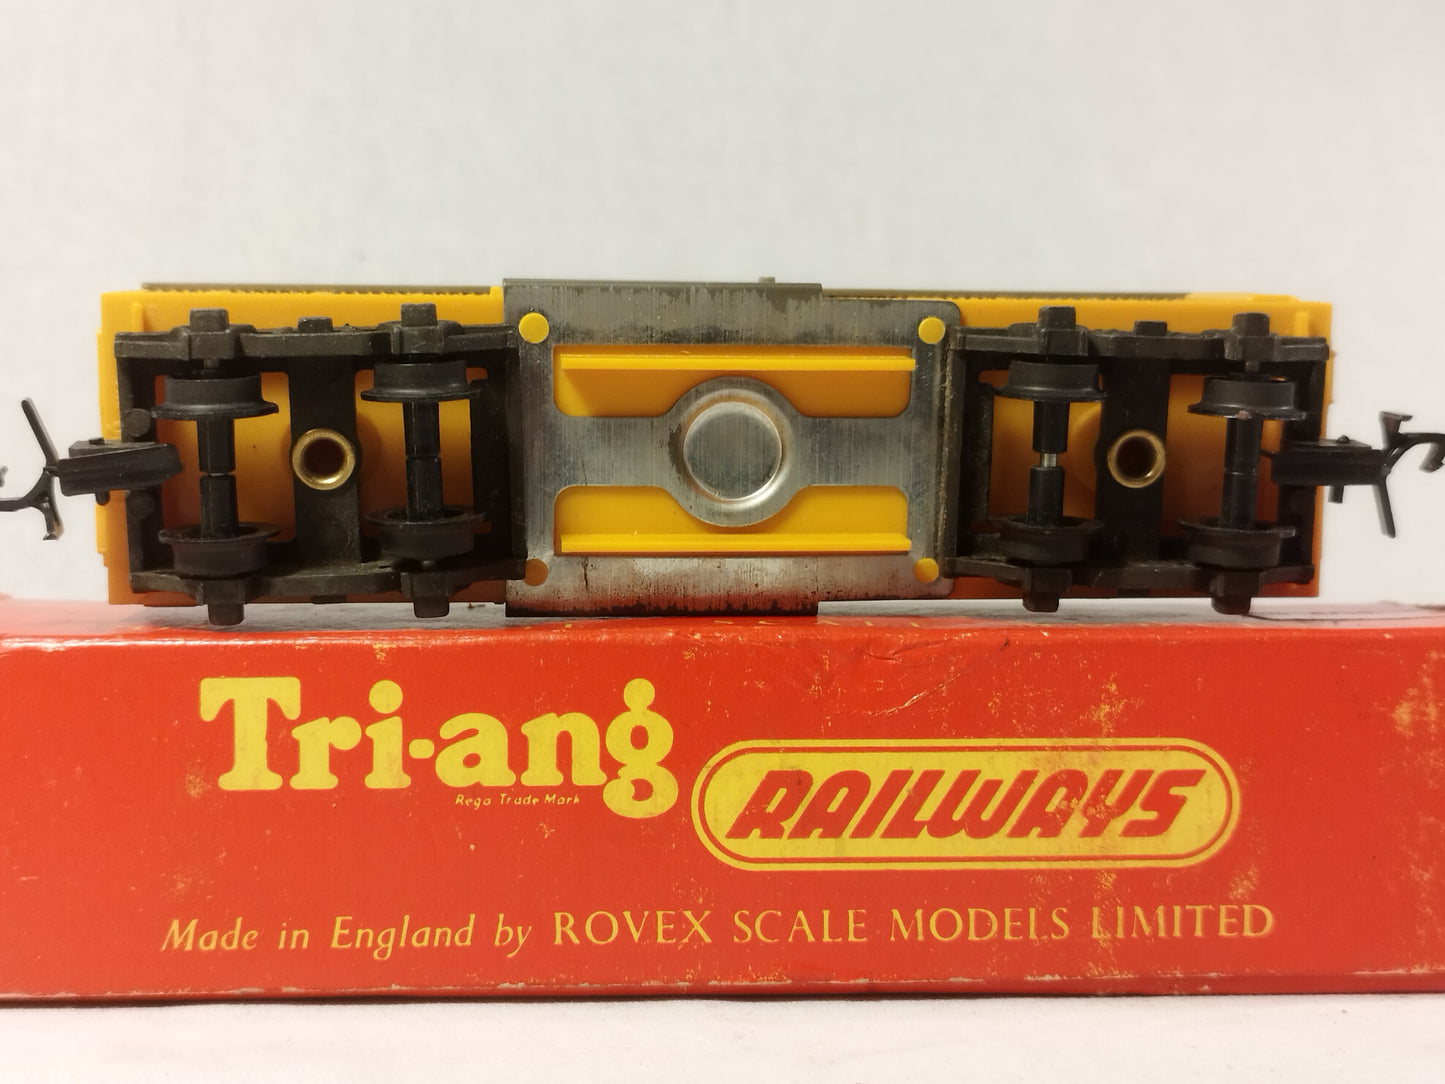 Tri-ang
Regd Trade Mark
RAILWAYS
Made in England by ROVEX SCALE MODELS LIMITED